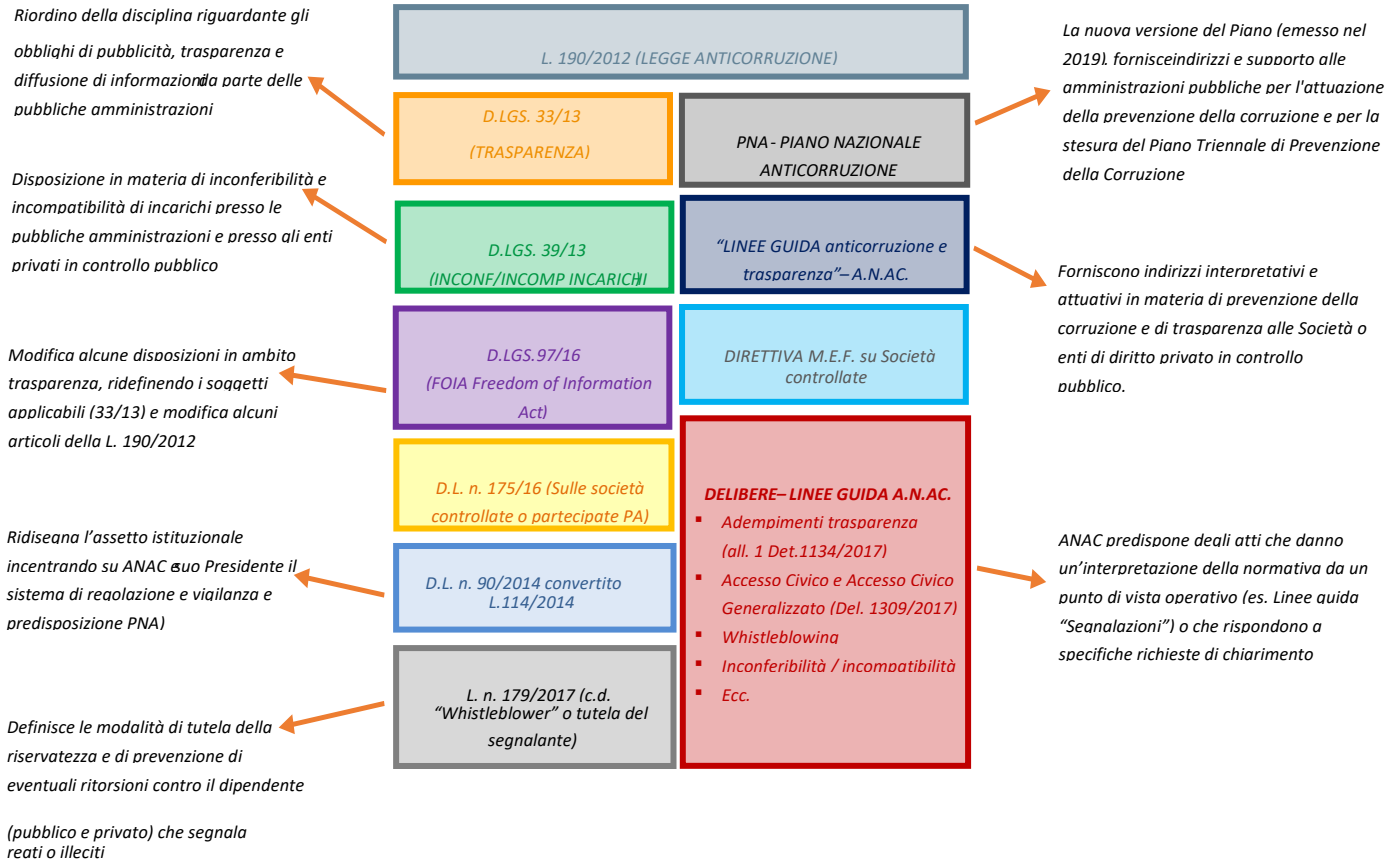 Riordino della disciplina riguardante gli
obblighi di pubblicità, trasparenza e
diffusione di informazioni da parte delle
pubbliche amministrazioni
Disposizione in materia di inconferibilità e
incompatibilità di incarichi presso le
pubbliche amministrazioni e presso gli enti
privati in controllo pubblico
Modifica alcune disposizioni in ambito
trasparenza, ridefinendo i soggetti
applicabili (33/13) e modifica alcuni
articoli della L. 190/2012
Ridisegna l’assetto istituzionale
incentrando su ANAC e suo Presidente il
sistema di regolazione e vigilanza e
predisposizione PNA)
Definisce le modalità di tutela della
riservatezza e di prevenzione di
eventuali ritorsioni contro il dipendente
(pubblico e privato) che segnala
reati o illeciti
L. 190/2012 (LEGGE ANTICORRUZIONE)
D.LGS. 33/13
(TRASPARENZA)
D.LGS. 39/13
(INCONF/INCOMP INCARICHI)
D.LGS.97/16
(FOIA Freedom of Information
Act)
D.L. n. 175/16 (Sulle società
controllate o partecipate PA)
D.L. n. 90/2014 convertito
L.114/2014
L. n. 179/2017 (c.d.
“Whistleblower” o tutela del
segnalante)
PNA - PIANO NAZIONALE
ANTICORRUZIONE
“LINEE GUIDA anticorruzione e
trasparenza”– A.N.AC.
DIRETTIVA M.E.F. su Società
controllate
DELIBERE– LINEE GUIDA A.N.AC.
▪ Adempimenti trasparenza
(all. 1 Det.1134/2017)
▪ Accesso Civico e Accesso Civico
Generalizzato (Del. 1309/2017)
▪ Whistleblowing
▪ Inconferibilità / incompatibilità
▪ Ecc.
La nuova versione del Piano (emesso nel
2019), fornisceindirizzi e supporto alle
amministrazioni pubbliche per l'attuazione
della prevenzione della corruzione e per la
stesura del Piano Triennale di Prevenzione
della Corruzione
Forniscono indirizzi interpretativi e
attuativi in materia di prevenzione della
corruzione e di trasparenza alle Società o
enti di diritto privato in controllo
pubblico.
ANAC predispone degli atti che danno
un’interpretazione della normativa da un
punto di vista operativo (es. Linee guida
“Segnalazioni”) o che rispondono a
specifiche richieste di chiarimento